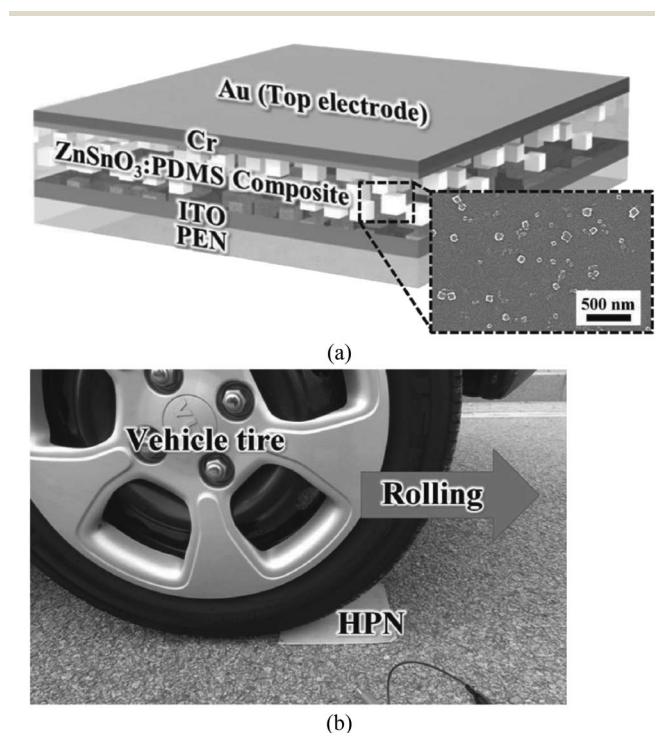 Au (Top electrode)
Cr
ZnSnO₃:PDMS Composite
ITO
PEN
500 nm
(a)
Vehicle tire
Rolling
HPN
(b)